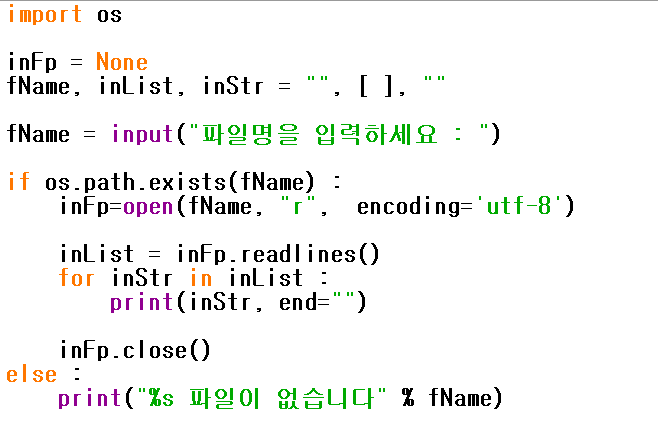 import os

inFp = None
fName, inList, inStr = "", [ ], ""

fName = input("파일명을 입력하세요 : ")

if os.path.exists(fName) :
    inFp=open(fName, "r",  encoding='utf-8')

    inList = inFp.readlines()
    for inStr in inList :
        print(inStr, end="")

    inFp.close()
else :
    print("%s 파일이 없습니다" % fName)